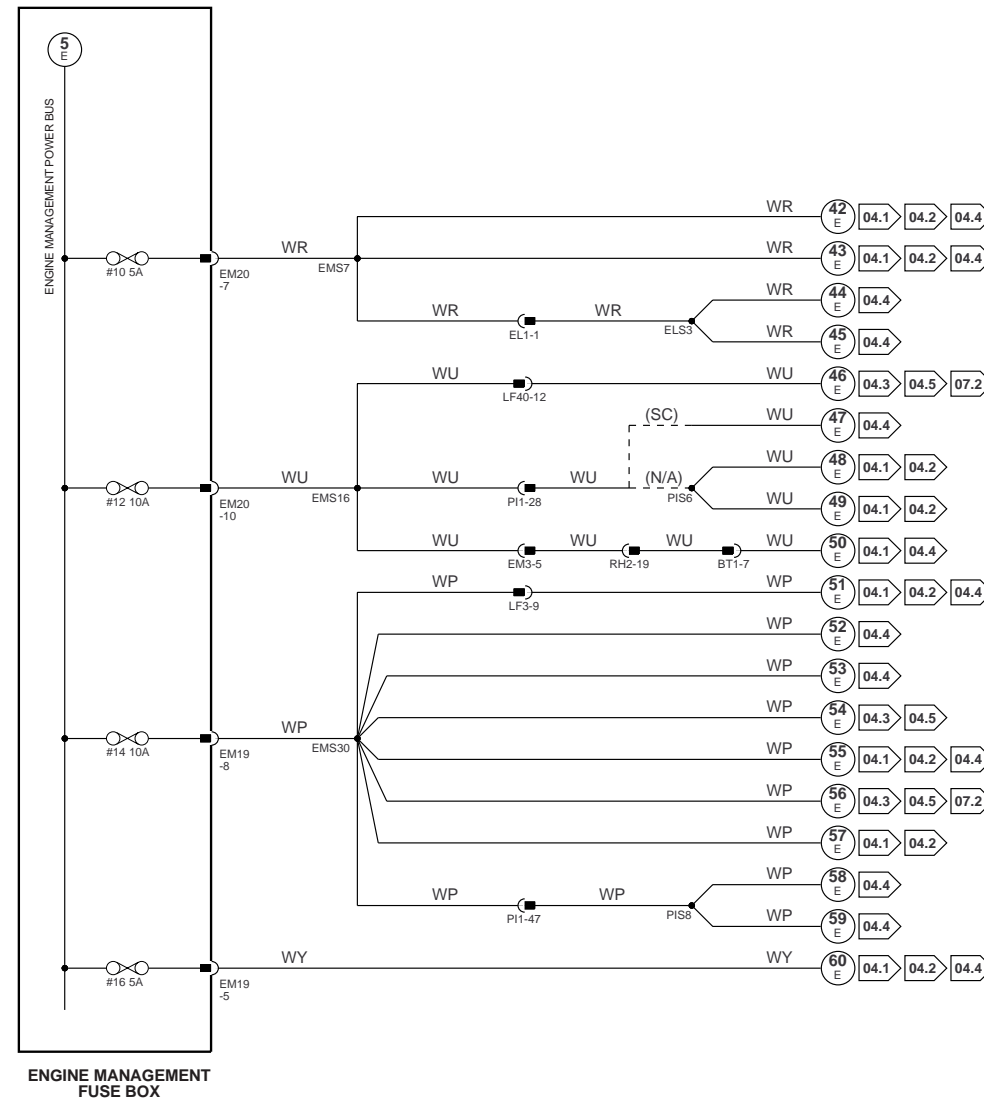 5
E
ENGINE MANAGEMENT POWER BUS
WR 42 E 04.1 04.2 04.4
#10 5A EM20 -7 WR EMS7 WR 43 E 04.1 04.2 04.4
WR EL1-1 WR ELS3 WR 44 E 04.4
WR 45 E 04.4
WU LF40-12 WU 46 E 04.3 04.5 07.2
(SC) WU 47 E 04.4
#12 10A EM20 -10 WU EMS16 WU PI1-28 WU (N/A) PIS6 WU 48 E 04.1 04.2
WU 49 E 04.1 04.2
WU EM3-5 WU RH2-19 WU BT1-7 WU 50 E 04.1 04.4
WP LF3-9 WP 51 E 04.1 04.2 04.4
WP 52 E 04.4
WP 53 E 04.4
#14 10A EM19 -8 WP EMS30 WP 54 E 04.3 04.5
WP 55 E 04.1 04.2 04.4
WP 56 E 04.3 04.5 07.2
WP 57 E 04.1 04.2
WP PI1-47 WP PIS8 WP 58 E 04.4
WP 59 E 04.4
#16 5A EM19 -5 WY WY 60 E 04.1 04.2 04.4
ENGINE MANAGEMENT
FUSE BOX